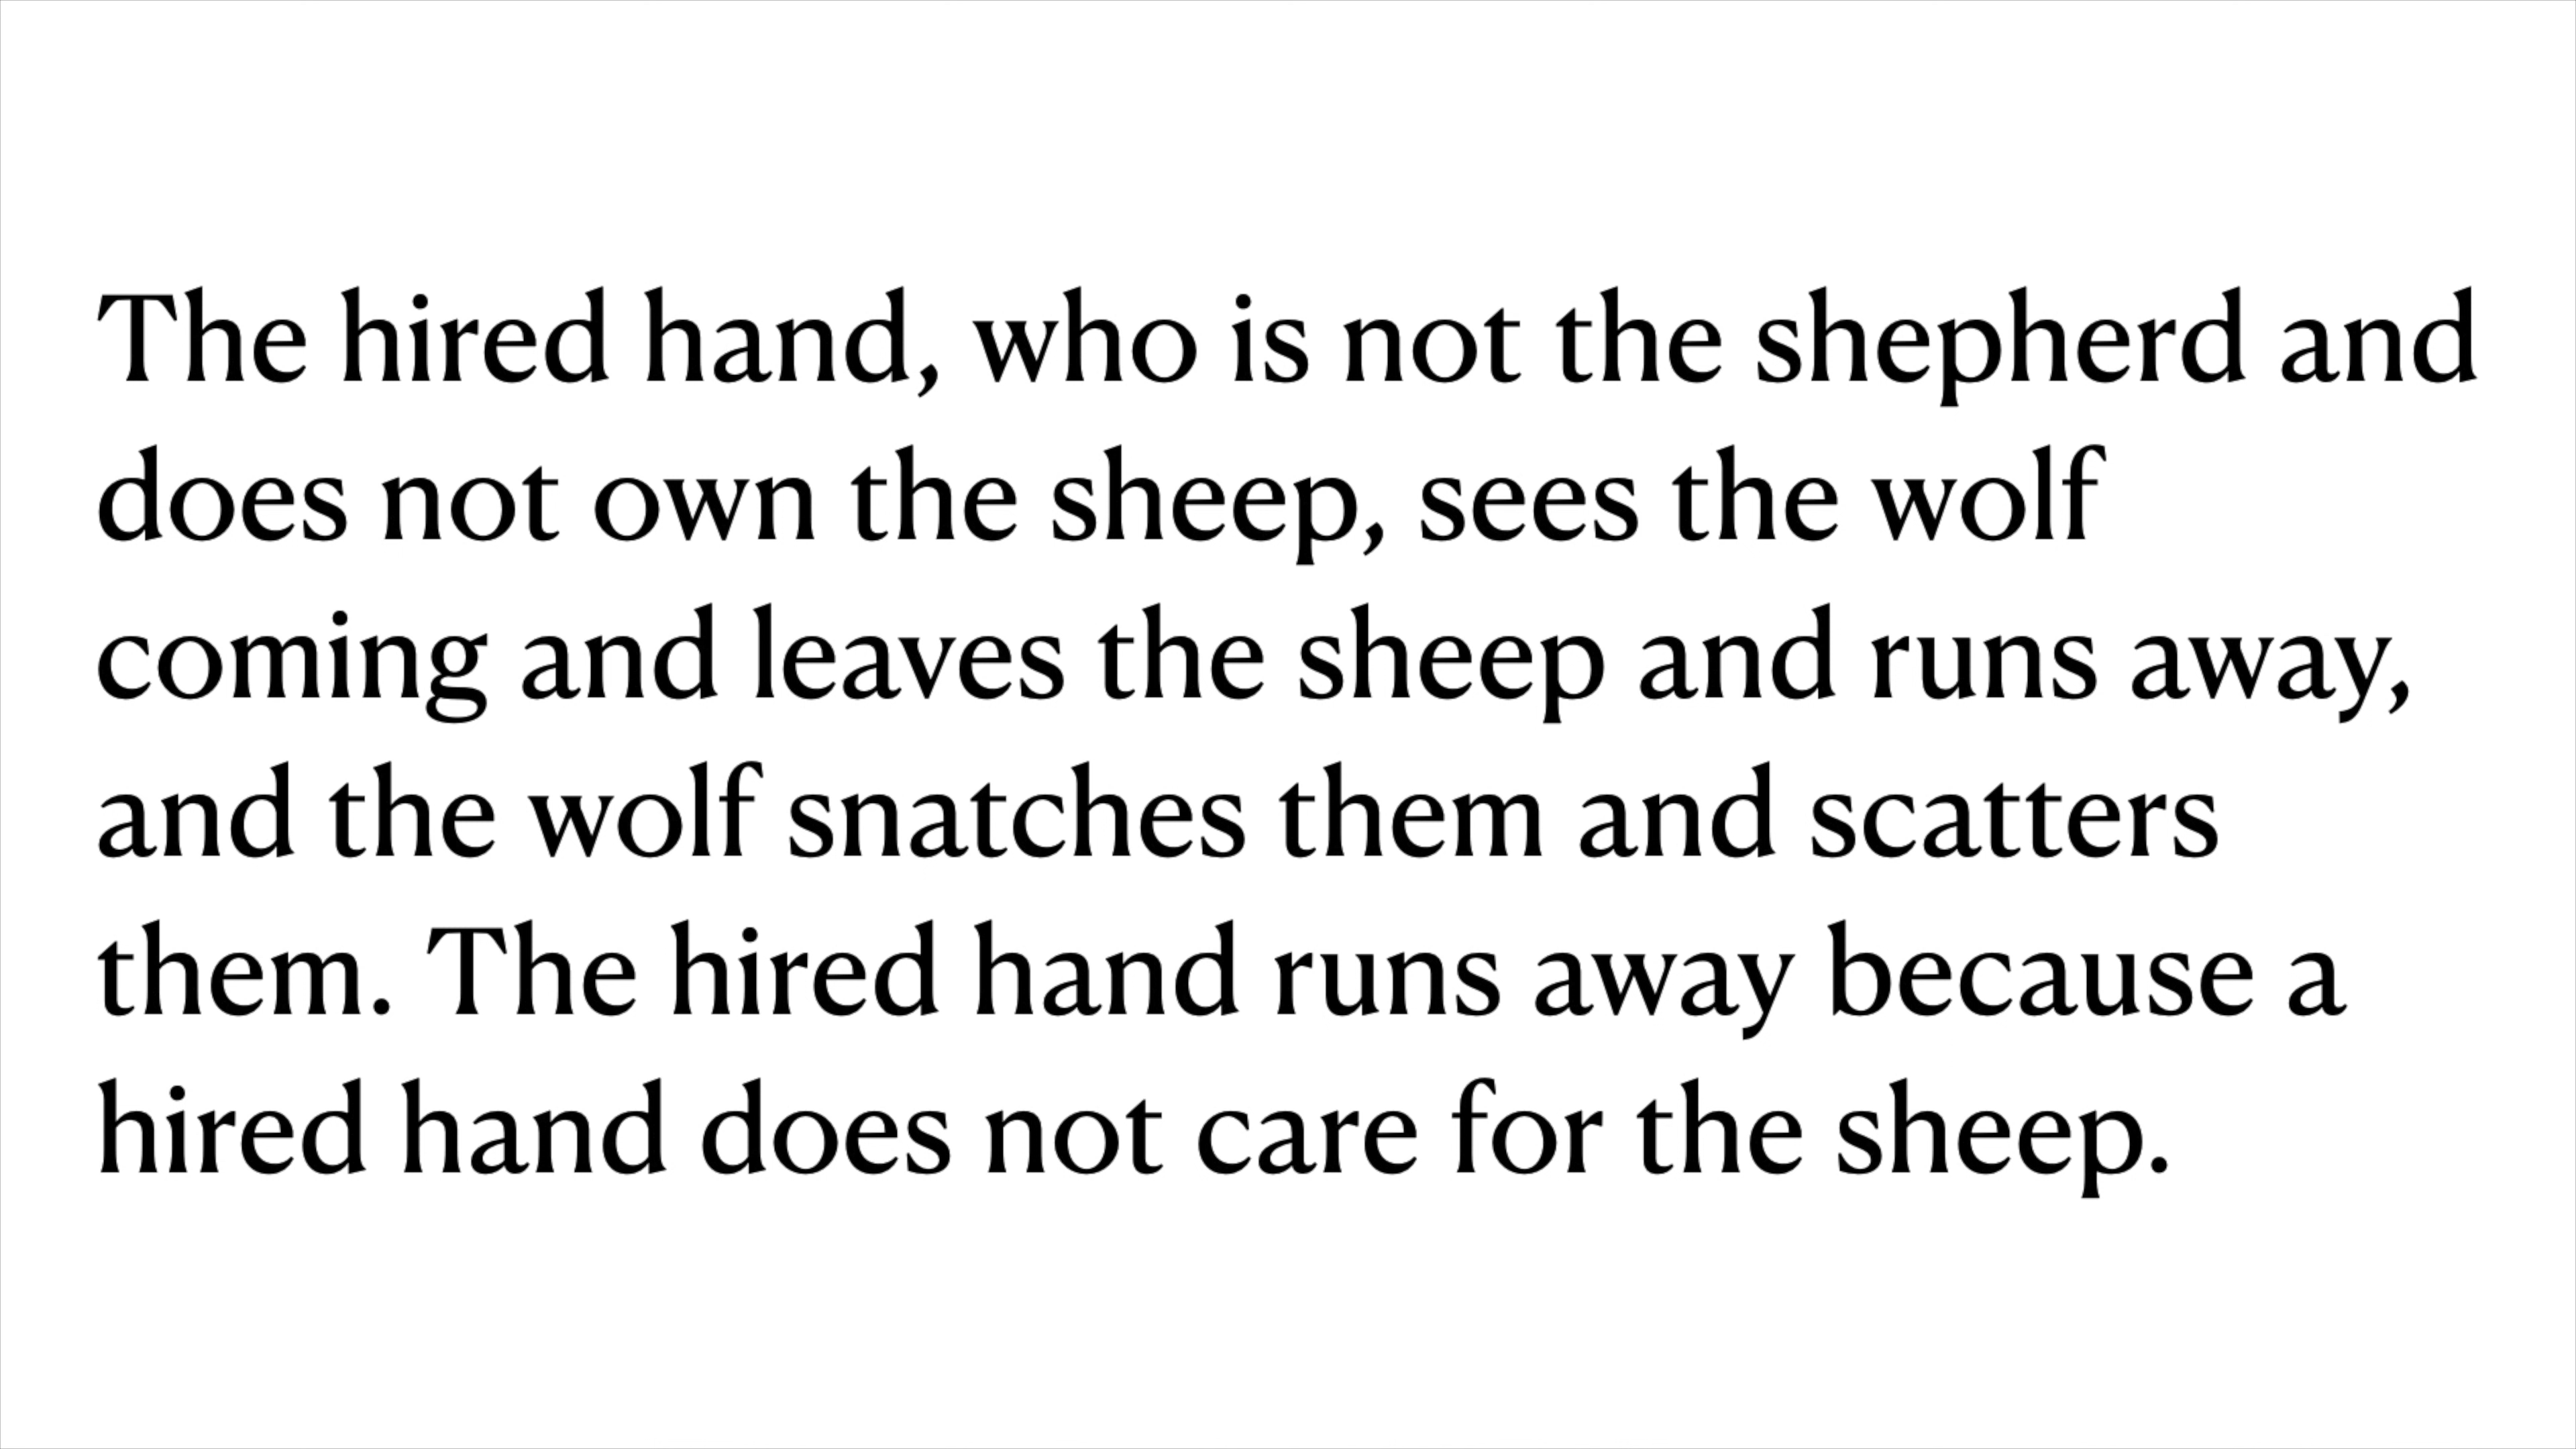 The hired hand, who is not the shepherd and
does not own the sheep, sees the wolf
coming and leaves the sheep and runs away,
and the wolf snatches them and scatters
them. The hired hand runs away because a
hired hand does not care for the sheep.